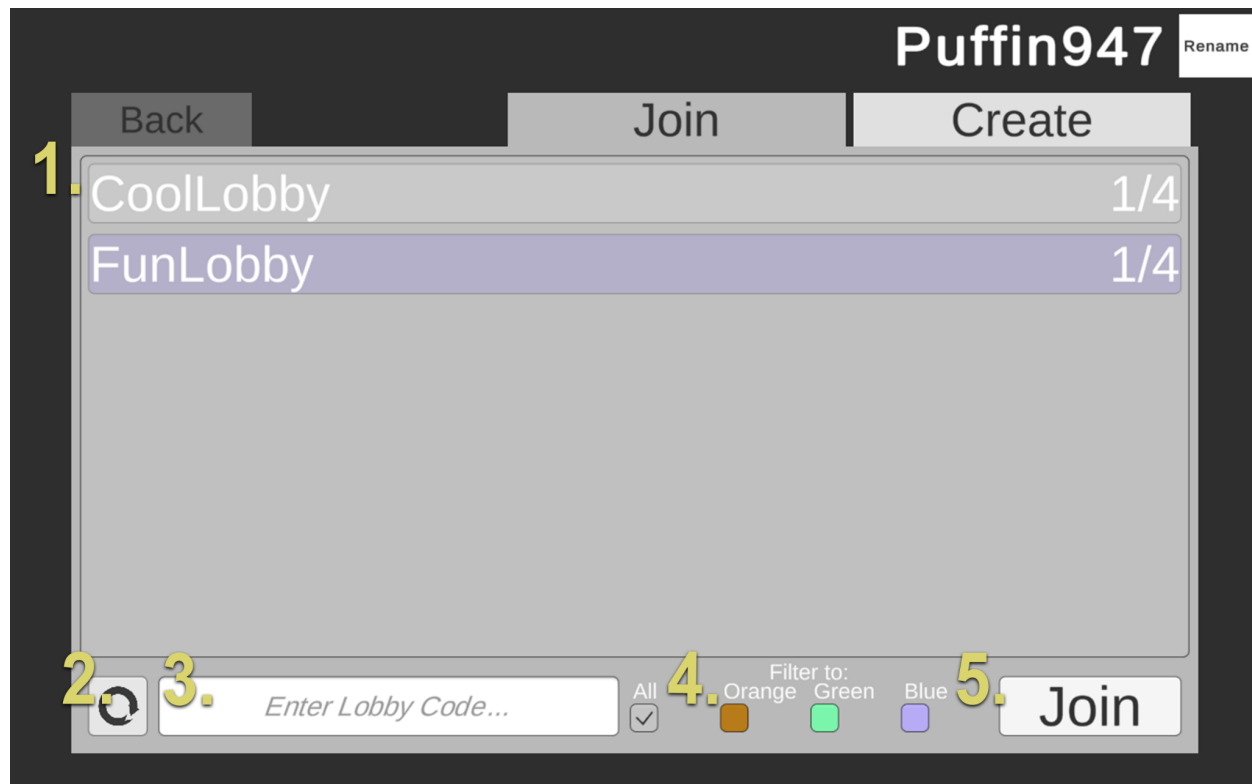 Puffin947 Rename
Back Join Create
1.
CoolLobby 1/4
FunLobby 1/4
2. 3. Enter Lobby Code...
Filter to:
All 4. Orange Green Blue 5. Join